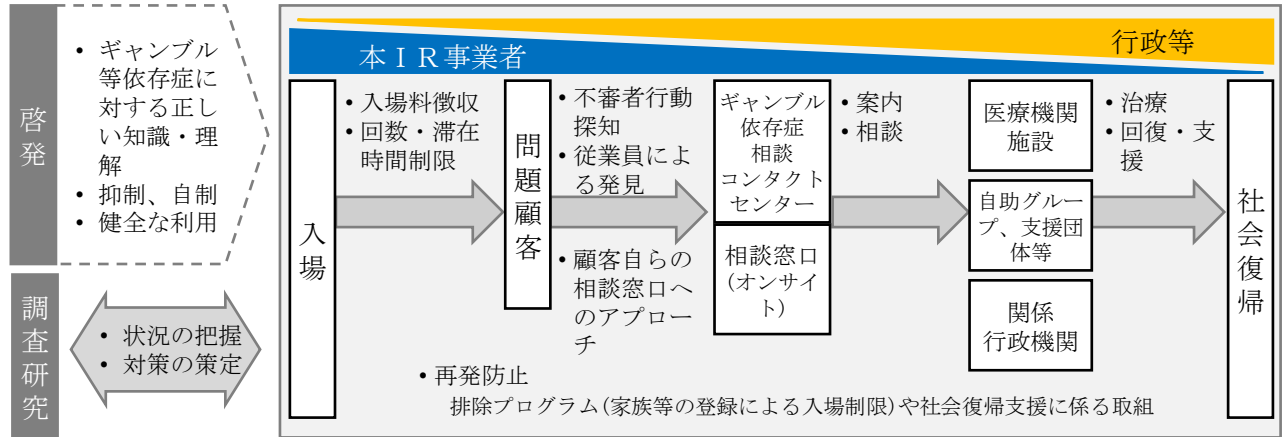 啓発
• ギャンブル
等依存症に
対する正し
い知識・理
解
• 抑制、自制
• 健全な利用
調査研究
• 状況の把握
• 対策の策定
行政等
本ＩＲ事業者
入場
• 入場料徴収
• 回数・滞在
時間制限
問題顧客
• 不審者行動
探知
• 従業員によ
る発見
• 顧客自らの
相談窓口へ
のアプロー
チ
ギャンブル
依存症
相談
コンタクト
センター
相談窓口
(オンサイ
ト)
• 案内
• 相談
医療機関
施設
自助グルー
プ、支援団
体等
関係
行政機関
• 治療
• 回復・支
援
社会復帰
• 再発防止
排除プログラム(家族等の登録による入場制限)や社会復帰支援に係る取組